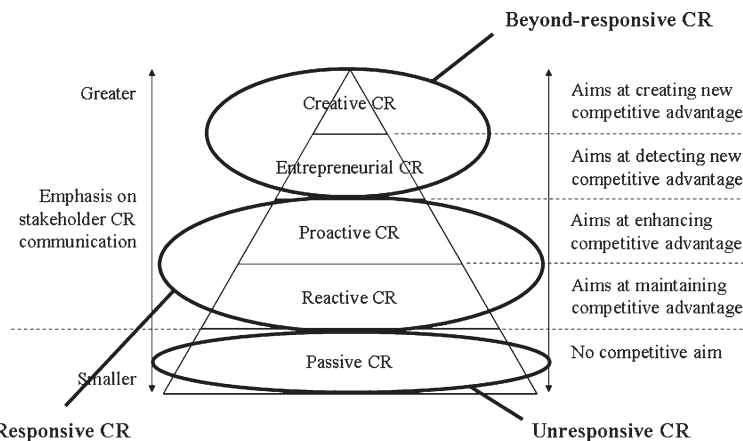 Beyond-responsive CR
Greater
Creative CR
Aims at creating new
competitive advantage
Entrepreneurial CR
Aims at detecting new
competitive advantage
Emphasis on
stakeholder CR
communication
Proactive CR
Aims at enhancing
competitive advantage
Reactive CR
Aims at maintaining
competitive advantage
Passive CR
No competitive aim
Smaller
Responsive CR
Unresponsive CR